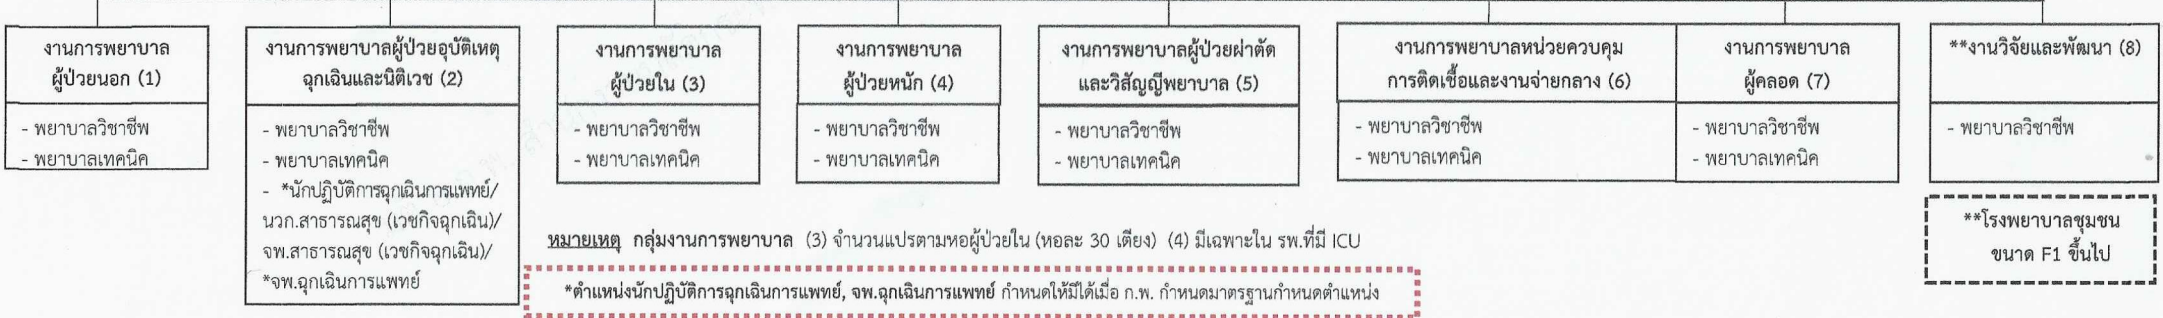 งานการพยาบาล
ผู้ป่วยนอก (1)
- พยาบาลวิชาชีพ
- พยาบาลเทคนิค
งานการพยาบาลผู้ป่วยอุบัติเหตุ
ฉุกเฉินและนิติเวช (2)
- พยาบาลวิชาชีพ
- พยาบาลเทคนิค
- *นักปฏิบัติการฉุกเฉินการแพทย์/
นวก.สาธารณสุข (เวชกิจฉุกเฉิน)/
จพ.สาธารณสุข (เวชกิจฉุกเฉิน)/
*จพ.ฉุกเฉินการแพทย์
งานการพยาบาล
ผู้ป่วยใน (3)
- พยาบาลวิชาชีพ
- พยาบาลเทคนิค
งานการพยาบาล
ผู้ป่วยหนัก (4)
- พยาบาลวิชาชีพ
- พยาบาลเทคนิค
งานการพยาบาลผู้ป่วยผ่าตัด
และวิสัญญีพยาบาล (5)
- พยาบาลวิชาชีพ
- พยาบาลเทคนิค
งานการพยาบาลหน่วยควบคุม
การติดเชื้อและงานจ่ายกลาง (6)
- พยาบาลวิชาชีพ
- พยาบาลเทคนิค
งานการพยาบาล
ผู้คลอด (7)
- พยาบาลวิชาชีพ
- พยาบาลเทคนิค
**งานวิจัยและพัฒนา (8)
- พยาบาลวิชาชีพ
**โรงพยาบาลชุมชน
ขนาด F1 ขึ้นไป
หมายเหตุ กลุ่มงานการพยาบาล (3) จำนวนแปรตามหอผู้ป่วยใน (หอละ 30 เตียง) (4) มีเฉพาะใน รพ.ที่มี ICU
*ตำแหน่งนักปฏิบัติการฉุกเฉินการแพทย์, จพ.ฉุกเฉินการแพทย์ กำหนดให้มีได้เมื่อ ก.พ. กำหนดมาตรฐานกำหนดตำแหน่ง